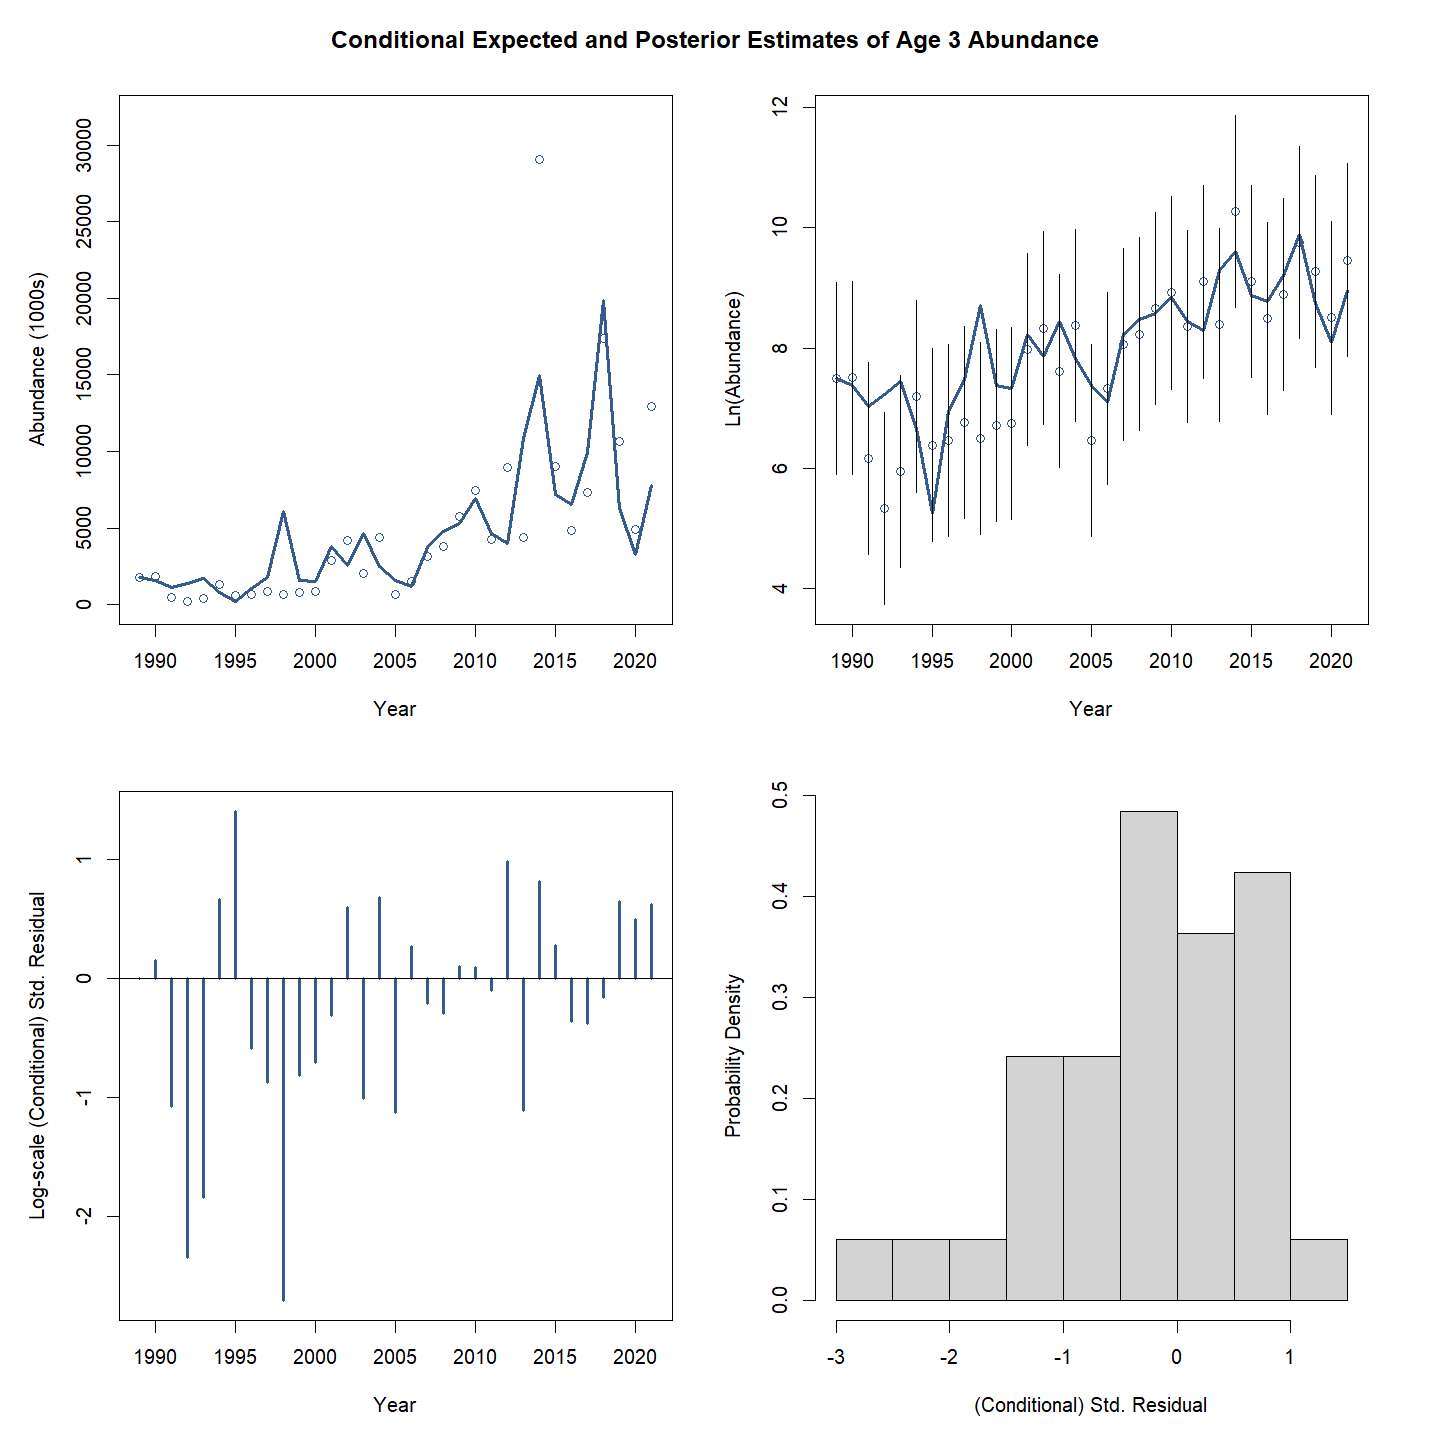 Conditional Expected and Posterior Estimates of Age 3 Abundance
Abundance (1000s)
30000
25000
20000
15000
10000
5000
0
1990 1995 2000 2005 2010 2015 2020
Year
Ln(Abundance)
12
10
8
6
4
1990 1995 2000 2005 2010 2015 2020
Year
Log-scale (Conditional) Std. Residual
1
0
-1
-2
1990 1995 2000 2005 2010 2015 2020
Year
Probability Density
0.5
0.4
0.3
0.2
0.1
0.0
-3 -2 -1 0 1
(Conditional) Std. Residual